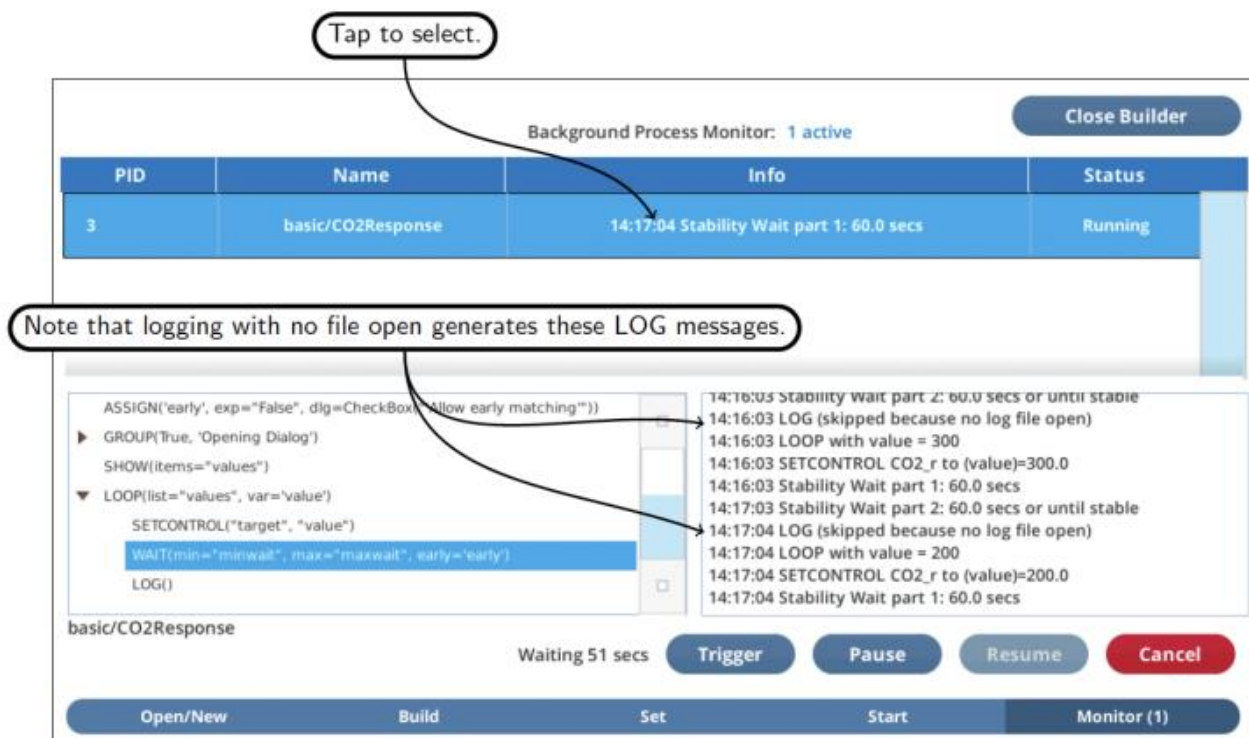 Tap to select.
Close Builder
Background Process Monitor: 1 active
PID Name Info Status
3 basic/CO2Response 14:17:04 Stability Wait part 1: 60.0 secs Running
Note that logging with no file open generates these LOG messages.
ASSIGN('early', exp="False", dlg=CheckBox("Allow early matching'"))
GROUP(True, 'Opening Dialog')
SHOW(items="values")
LOOP(list="values", var='value')
SETCONTROL("target", "value")
WAIT(min="minwait", max="maxwait", early='early')
LOG()
14:16:03 Stability Wait part 2: 60.0 secs or until stable
14:16:03 LOG (skipped because no log file open)
14:16:03 LOOP with value = 300
14:16:03 SETCONTROL CO2_r to (value)=300.0
14:16:03 Stability Wait part 1: 60.0 secs
14:17:03 Stability Wait part 2: 60.0 secs or until stable
14:17:04 LOG (skipped because no log file open)
14:17:04 LOOP with value = 200
14:17:04 SETCONTROL CO2_r to (value)=200.0
14:17:04 Stability Wait part 1: 60.0 secs
basic/CO2Response
Waiting 51 secs Trigger Pause Resume Cancel
Open/New Build Set Start Monitor (1)